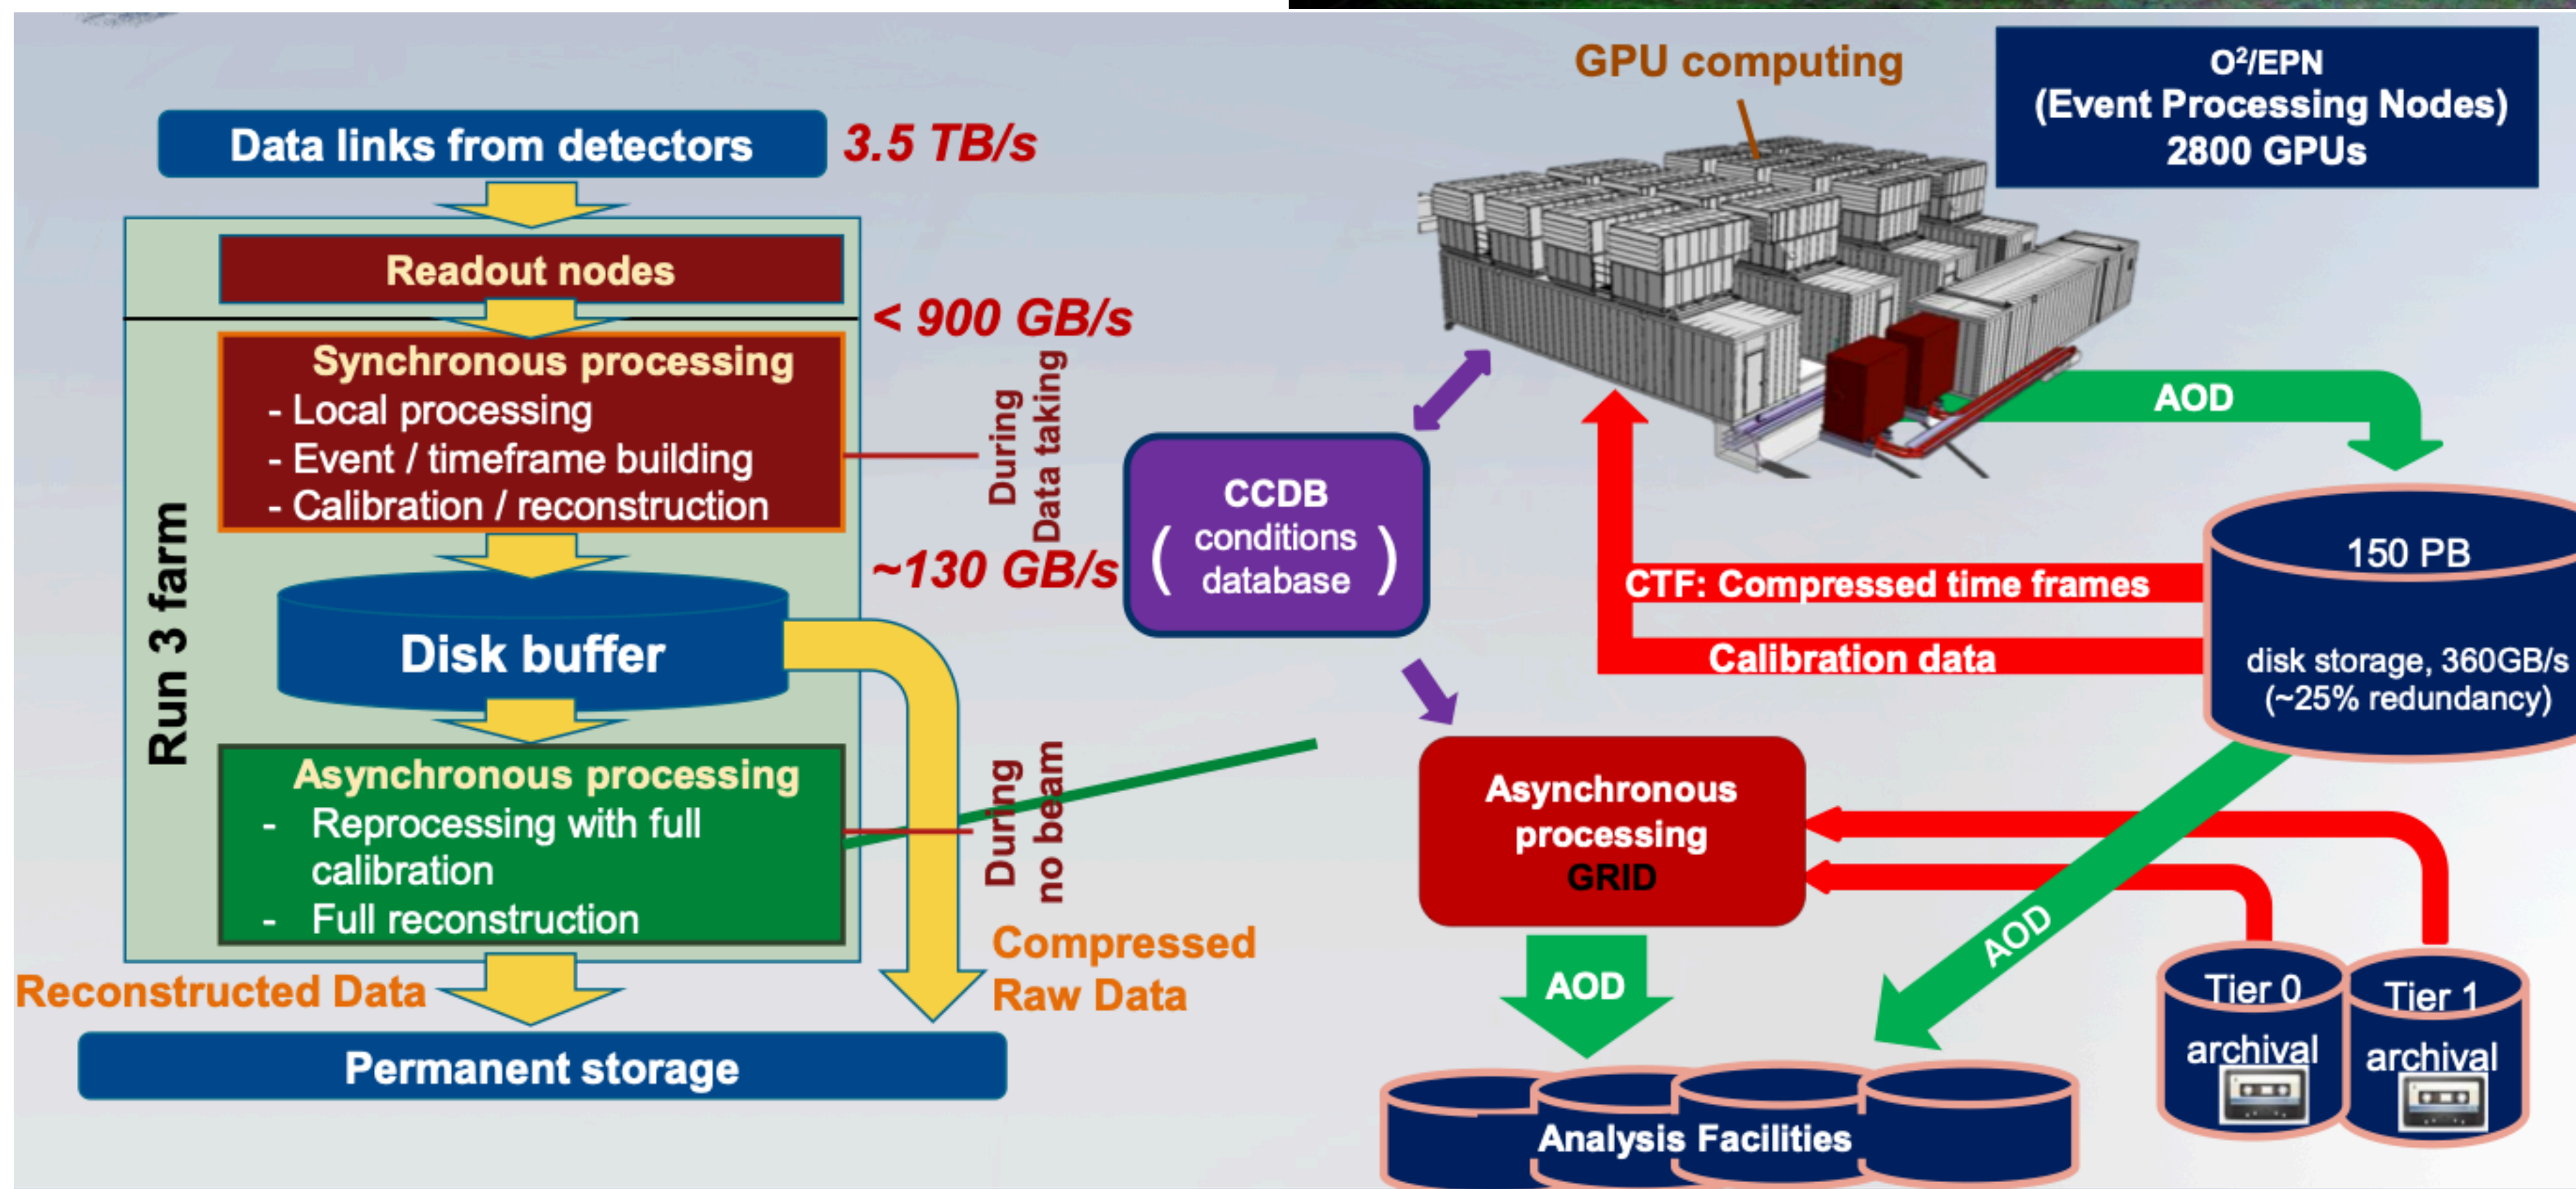 Data links from detectors
3.5 TB/s
Readout nodes
< 900 GB/s
Synchronous processing
- Local processing
- Event / timeframe building
- Calibration / reconstruction
During
Data taking
~130 GB/s
Run 3 farm
Disk buffer
Asynchronous processing
- Reprocessing with full
calibration
- Full reconstruction
During
no beam
Reconstructed Data
Compressed
Raw Data
Permanent storage
GPU computing
O²/EPN
(Event Processing Nodes)
2800 GPUs
AOD
CCDB
( conditions
database )
CTF: Compressed time frames
Calibration data
150 PB
disk storage, 360GB/s
(~25% redundancy)
Asynchronous
processing
GRID
AOD
AOD
Tier 0
archival
Tier 1
archival
Analysis Facilities